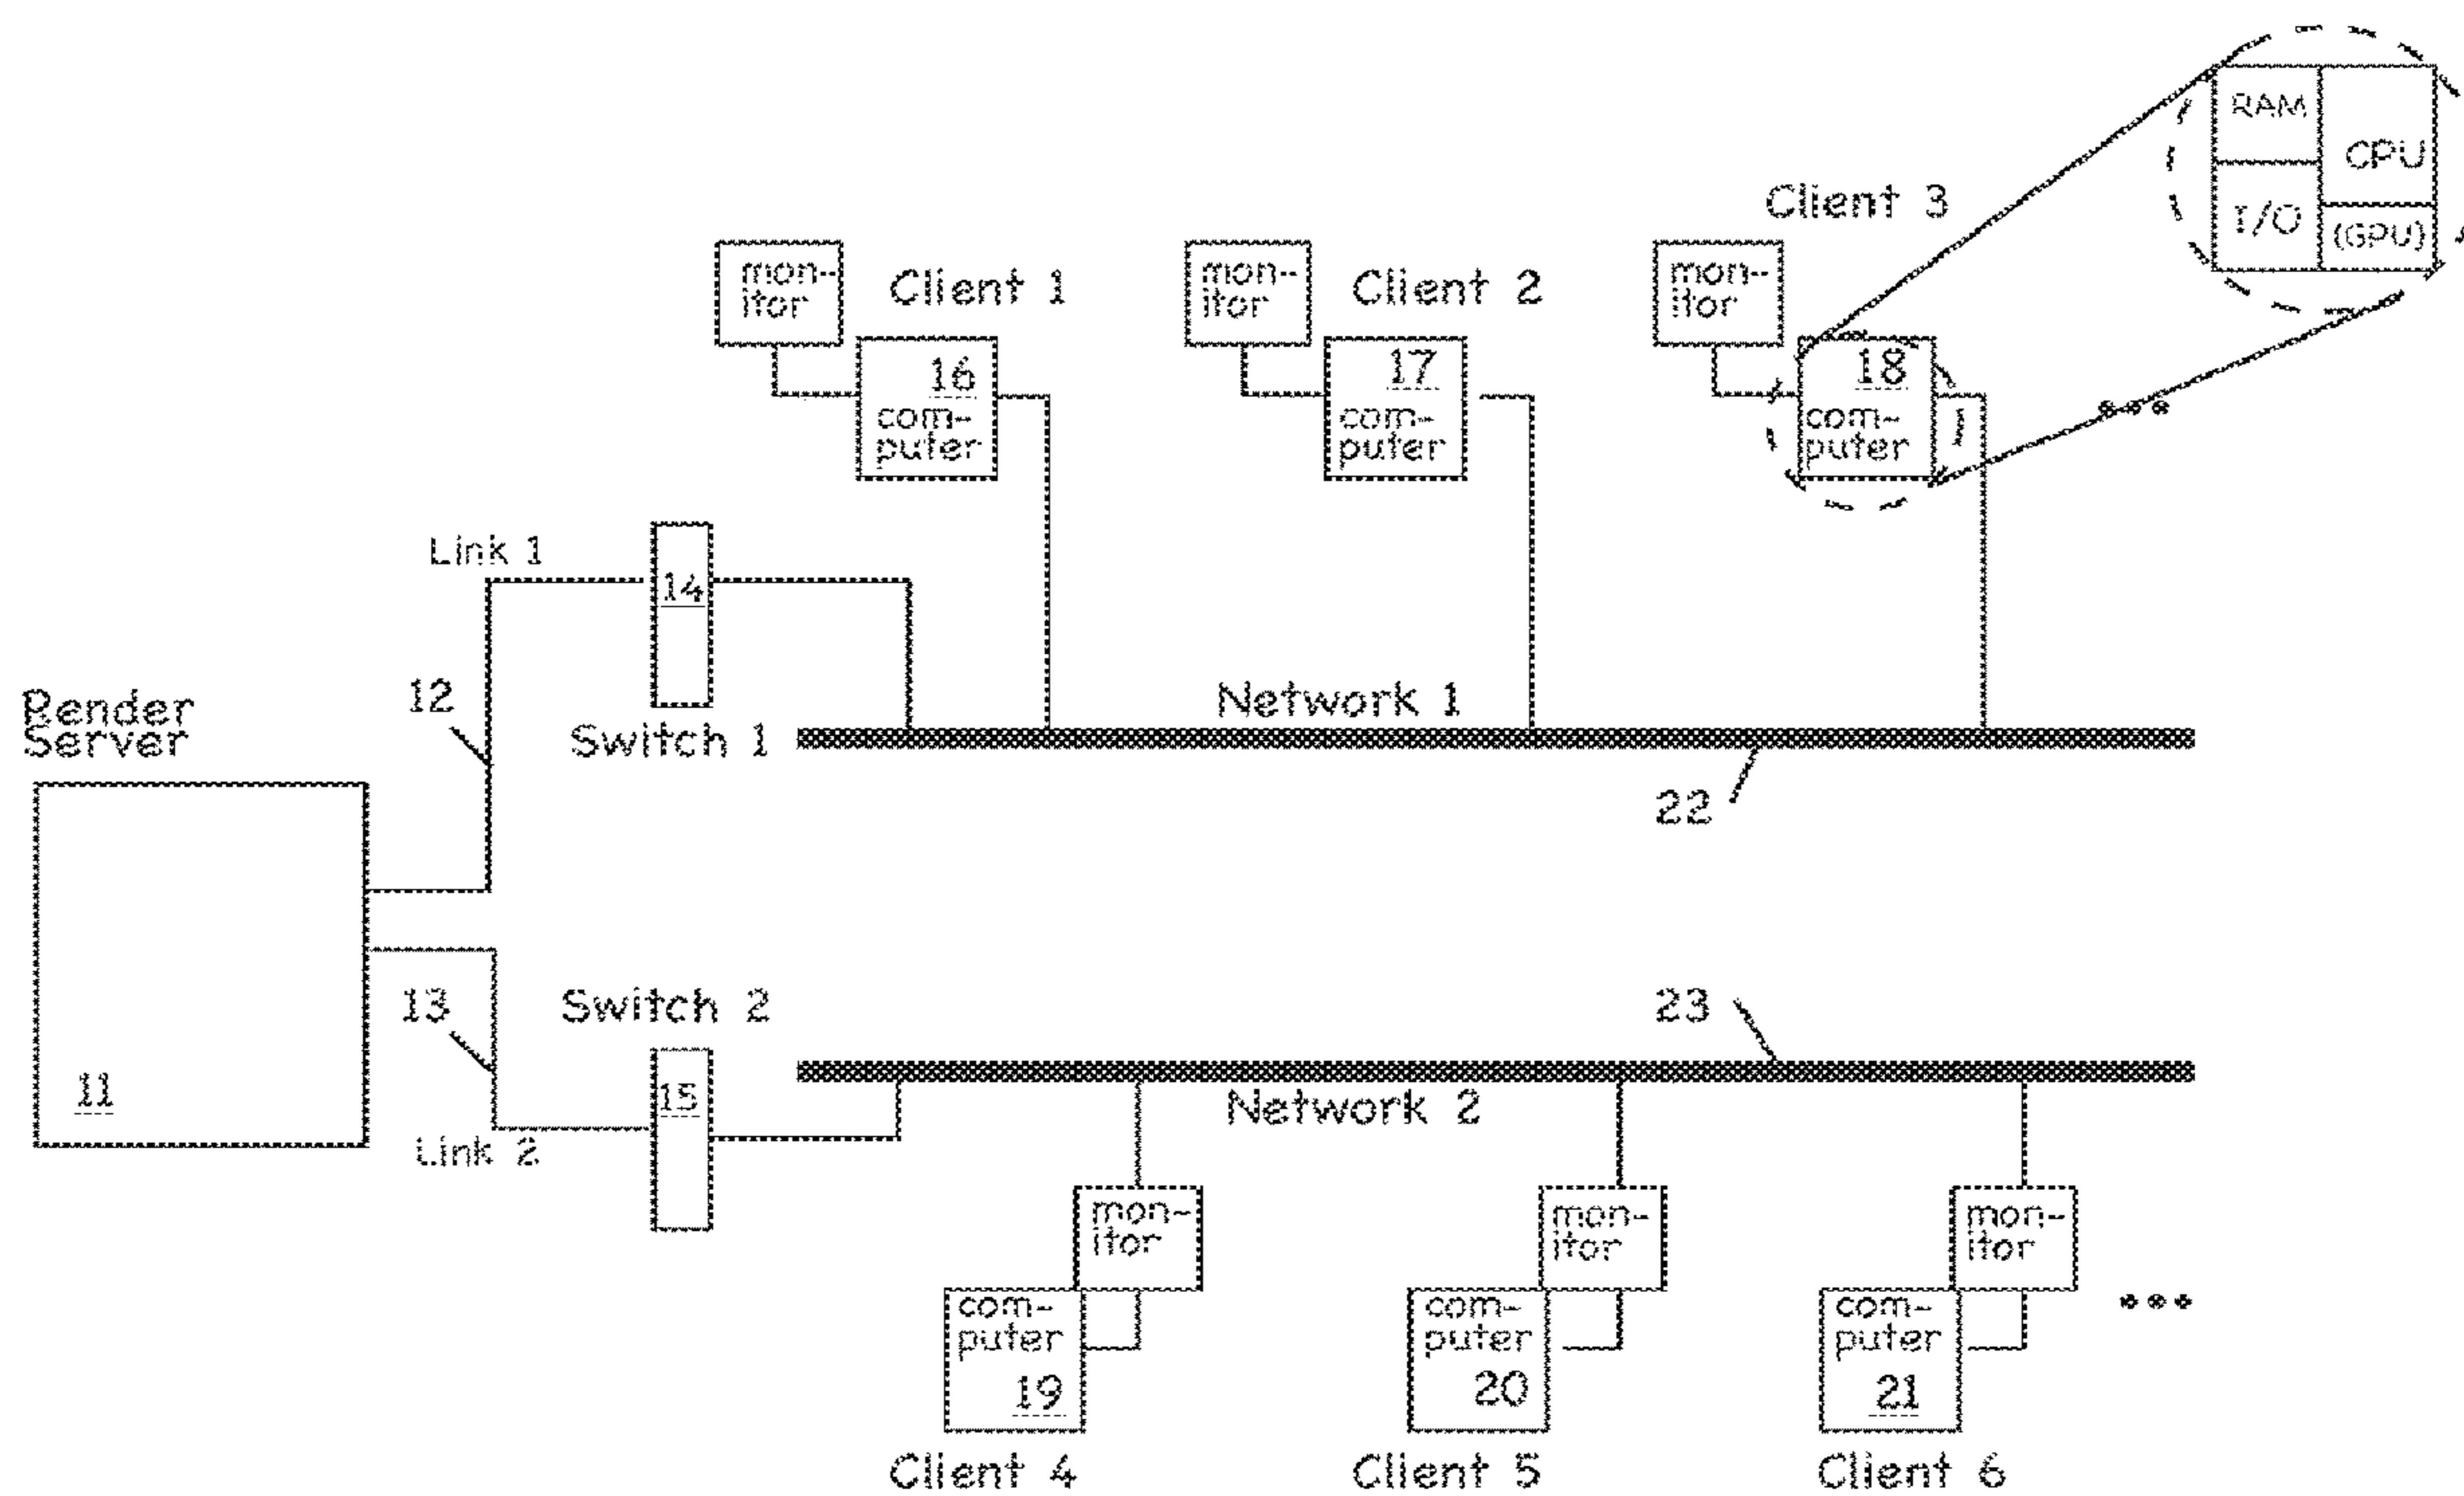 RAM
CPU
I/O
(GPU)
Client 3
mon-
itor
Client 1
mon-
itor
Client 2
mon-
itor
16
com-
puter
17
com-
puter
18
com-
puter
Link 1
14
12
Switch 1
Network 1
22
Render
Server
11
13
Switch 2
15
Link 2
23
Network 2
mon-
itor
mon-
itor
mon-
itor
com-
puter
19
com-
puter
20
com-
puter
21
Client 4
Client 5
Client 6